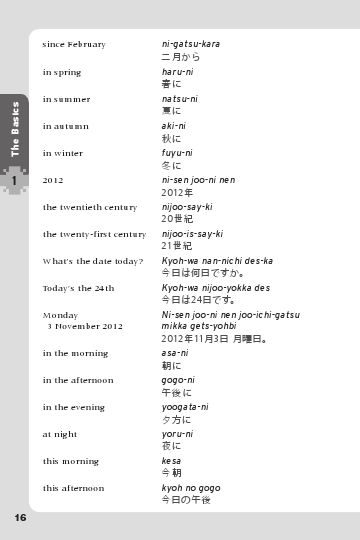 The Basics
1
since February
ni-gatsu-kara
二月から
in spring
haru-ni
春に
in summer
natsu-ni
夏に
in autumn
aki-ni
秋に
in winter
fuyu-ni
冬に
2012
ni-sen joo-ni nen
2012年
the twentieth century
nijoo-say-ki
20世紀
the twenty-first century
nijoo-is-say-ki
21世紀
What's the date today?
Kyoh-wa nan-nichi des-ka
今日は何日ですか。
Today's the 24th
Kyoh-wa nijoo-yokka des
今日は24日です。
Monday
3 November 2012
Ni-sen joo-ni nen joo-ichi-gatsu
mikka gets-yohbi
2012年11月3日 月曜日。
in the morning
asa-ni
朝に
in the afternoon
gogo-ni
午後に
in the evening
yoogata-ni
夕方に
at night
yoru-ni
夜に
this morning
kesa
今朝
this afternoon
kyoh no gogo
今日の午後
16